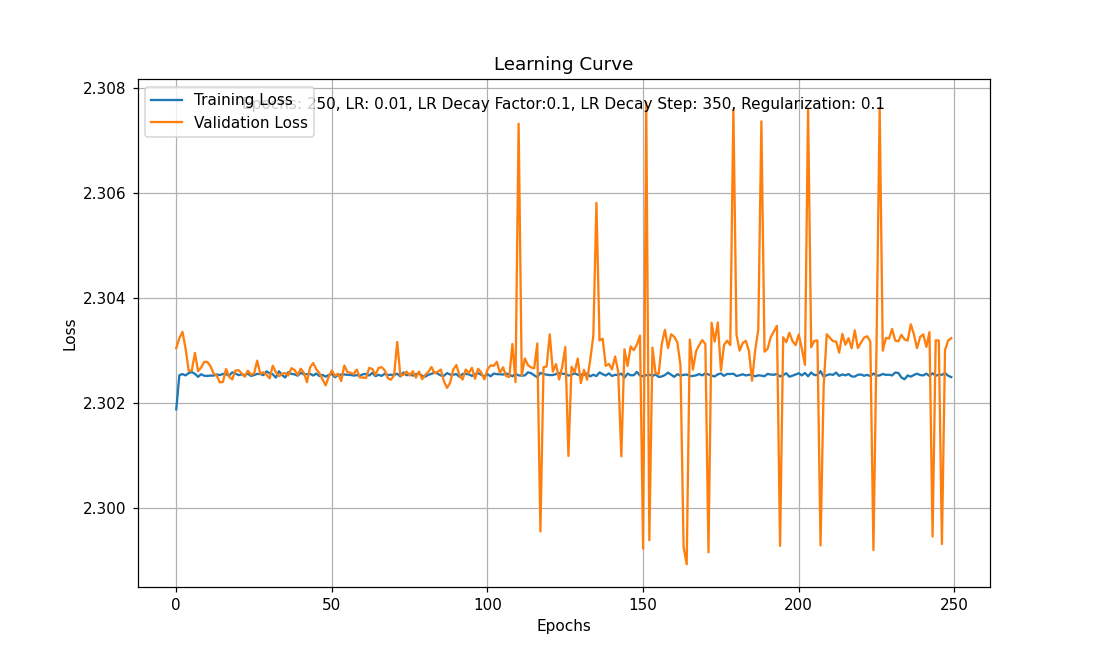 Learning Curve
2.308
Training Loss
Epochs: 250, LR: 0.01, LR Decay Factor:0.1, LR Decay Step: 350, Regularization: 0.1
Validation Loss
2.306
2.304
Loss
2.302
2.300
0 50 100 150 200 250
Epochs